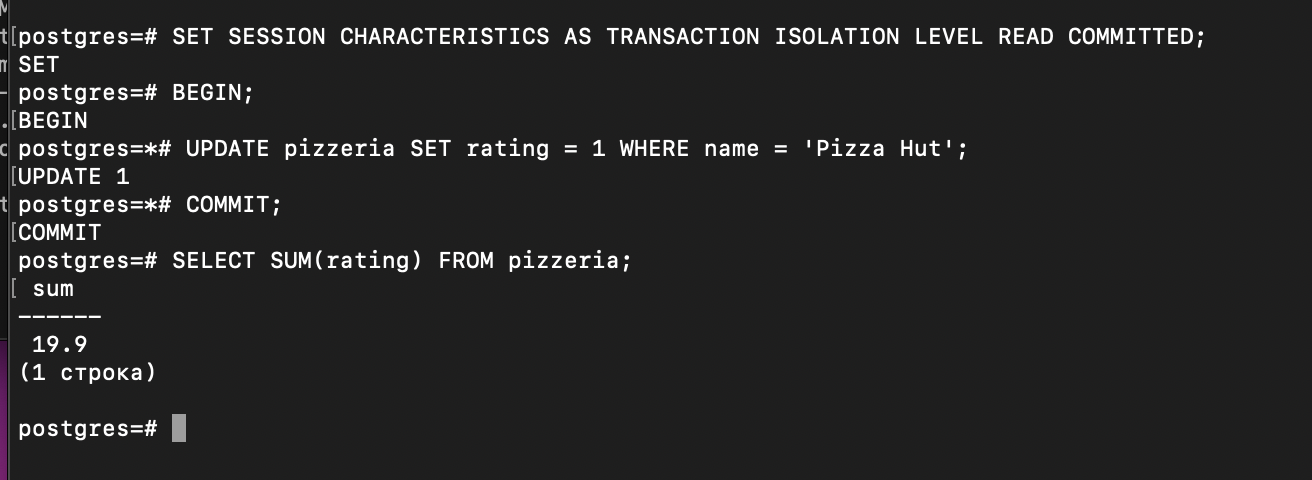 postgres=# SET SESSION CHARACTERISTICS AS TRANSACTION ISOLATION LEVEL READ COMMITTED;
SET
postgres=# BEGIN;
BEGIN
postgres=*# UPDATE pizzeria SET rating = 1 WHERE name = 'Pizza Hut';
UPDATE 1
postgres=*# COMMIT;
COMMIT
postgres=# SELECT SUM(rating) FROM pizzeria;
sum
------
19.9
(1 строка)
postgres=#